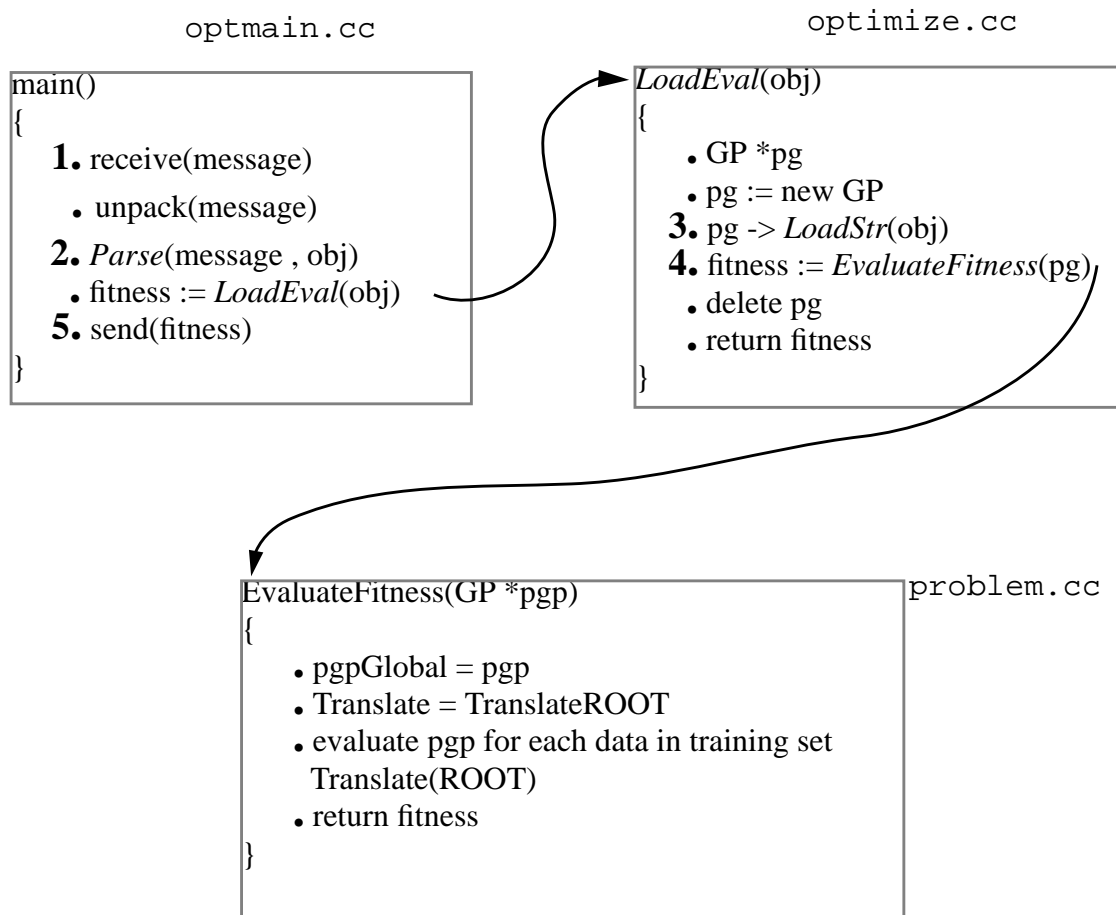 optmain.cc
main()
{
1. receive(message)
• unpack(message)
2. Parse(message , obj)
• fitness := LoadEval(obj)
5. send(fitness)
}
optimize.cc
LoadEval(obj)
{
• GP *pg
• pg := new GP
3. pg -> LoadStr(obj)
4. fitness := EvaluateFitness(pg)
• delete pg
• return fitness
}
problem.cc
EvaluateFitness(GP *pgp)
{
• pgpGlobal = pgp
• Translate = TranslateROOT
• evaluate pgp for each data in training set
Translate(ROOT)
• return fitness
}